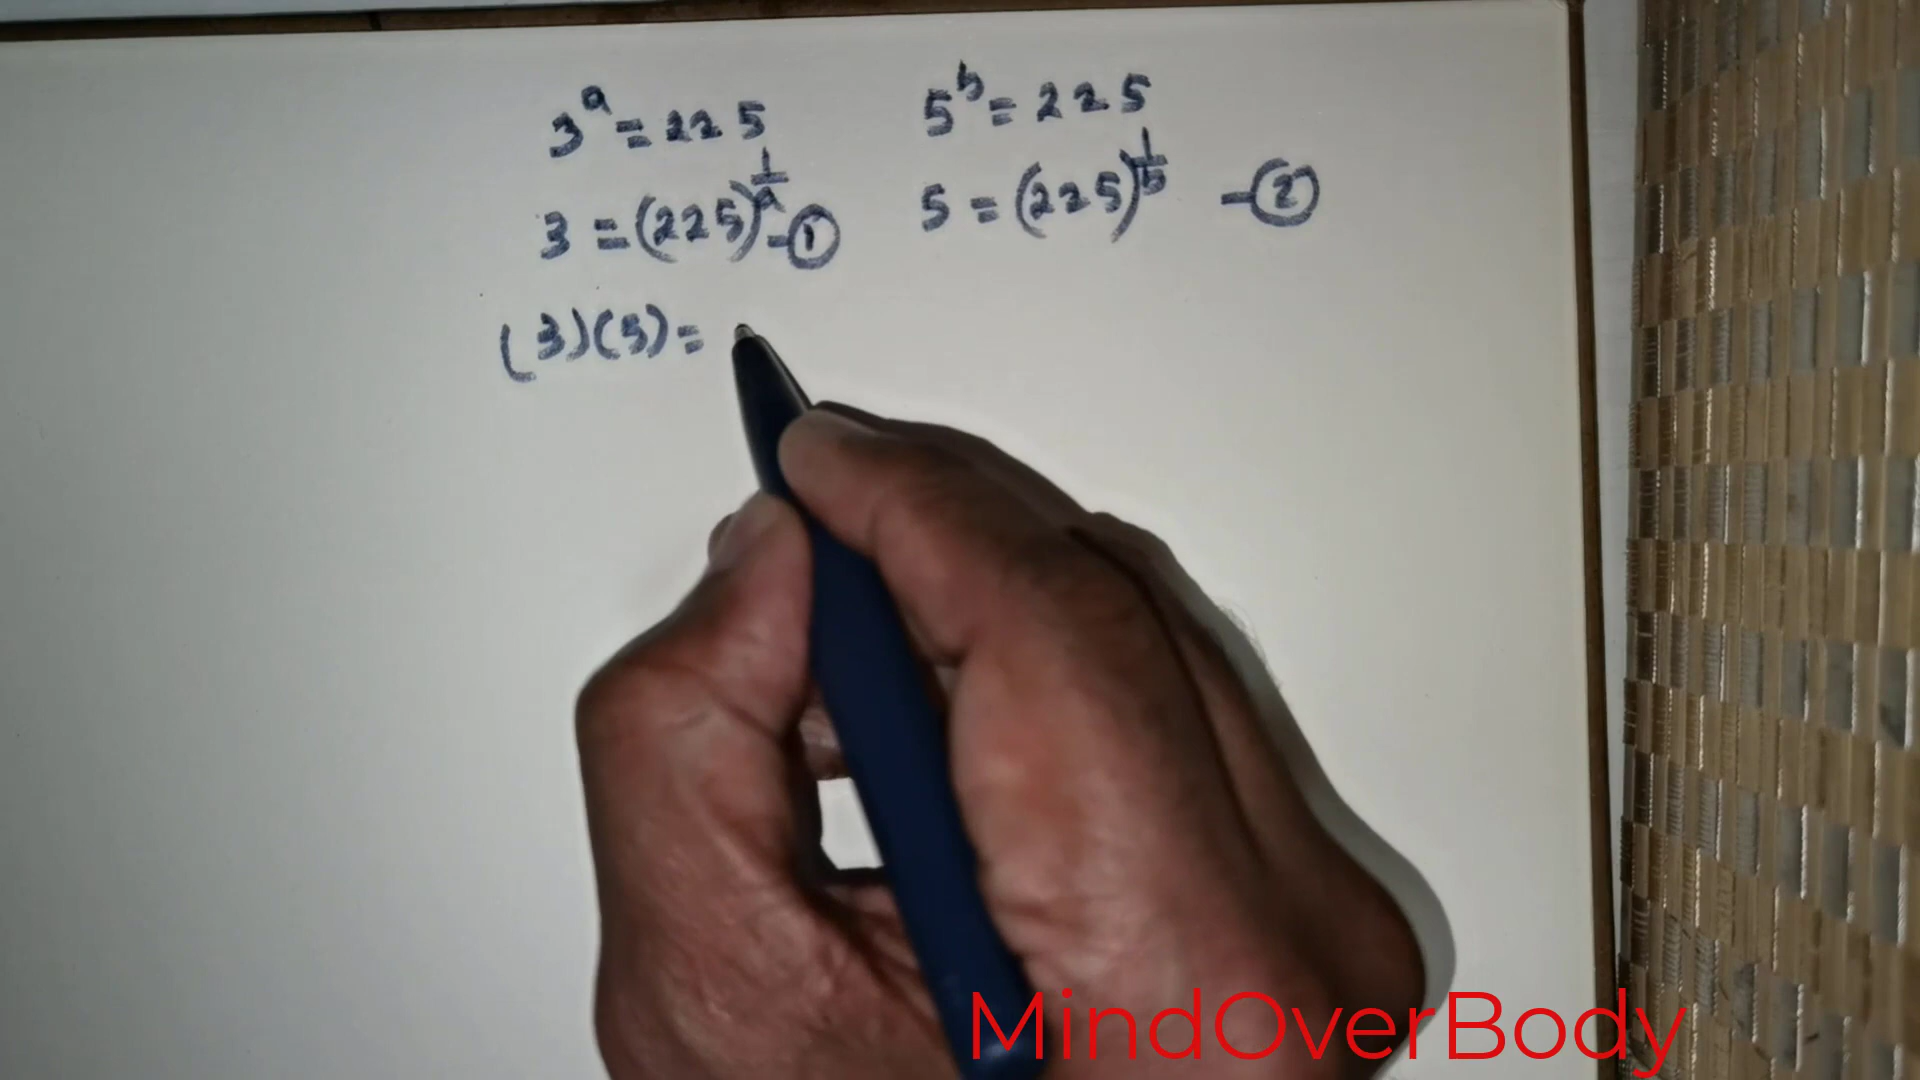 3^a = 225    5^b = 225
3 = (225)^(1/a) -①    5 = (225)^(1/b) -②
(3)(5) =
MindOverBody